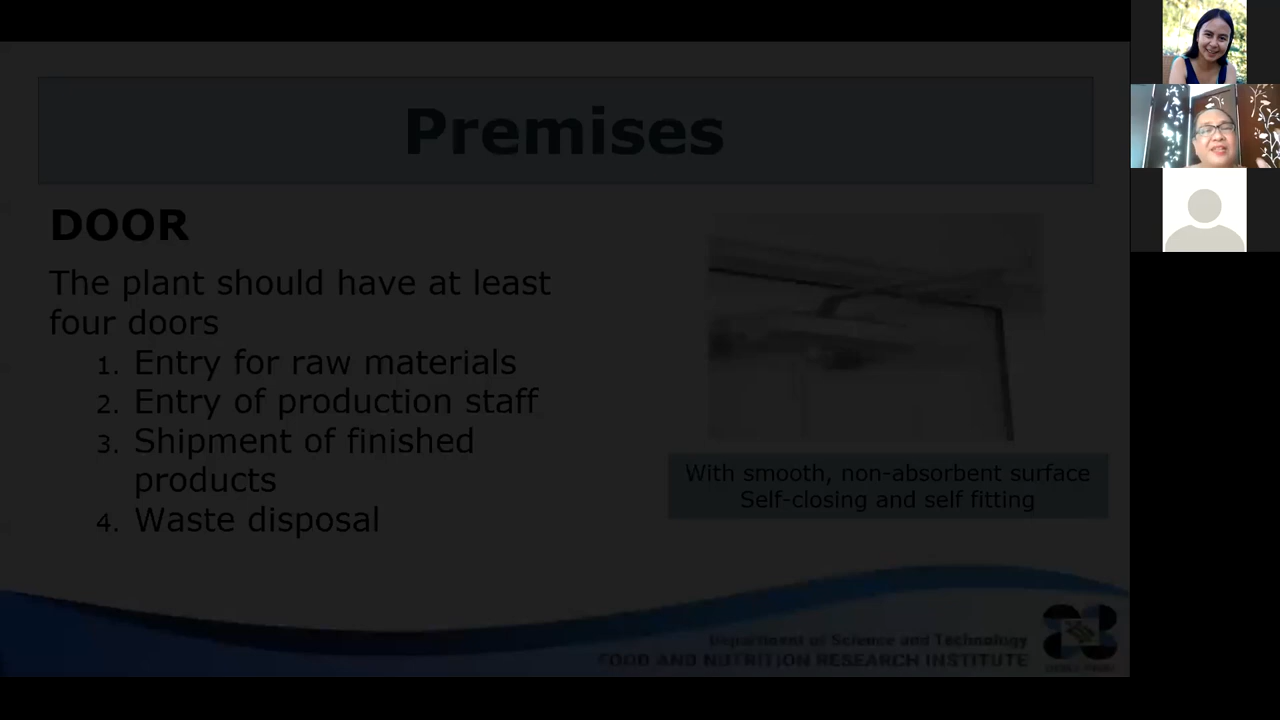 Premises
DOOR
The plant should have at least
four doors
1. Entry for raw materials
2. Entry of production staff
3. Shipment of finished
products
4. Waste disposal
With smooth, non-absorbent surface
Self-closing and self fitting
Department of Science and Technology
FOOD AND NUTRITION RESEARCH INSTITUTE